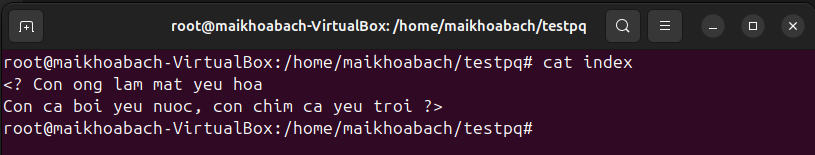 root@maikhoabach-VirtualBox: /home/maikhoabach/testpq
root@maikhoabach-VirtualBox:/home/maikhoabach/testpq# cat index
<? Con ong lam mat yeu hoa
Con ca boi yeu nuoc, con chim ca yeu troi ?>
root@maikhoabach-VirtualBox:/home/maikhoabach/testpq#